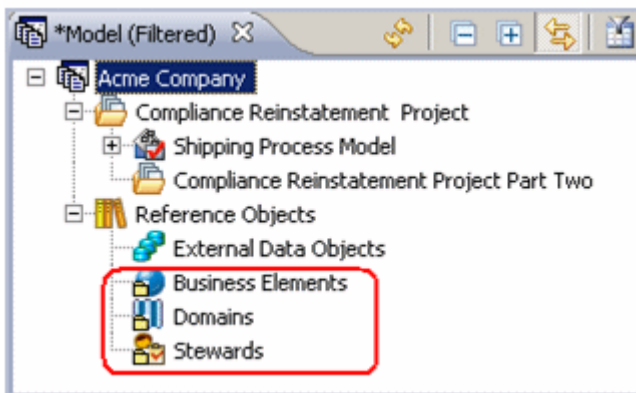 *Model (Filtered)
Acme Company
Compliance Reinstatement Project
Shipping Process Model
Compliance Reinstatement Project Part Two
Reference Objects
External Data Objects
Business Elements
Domains
Stewards